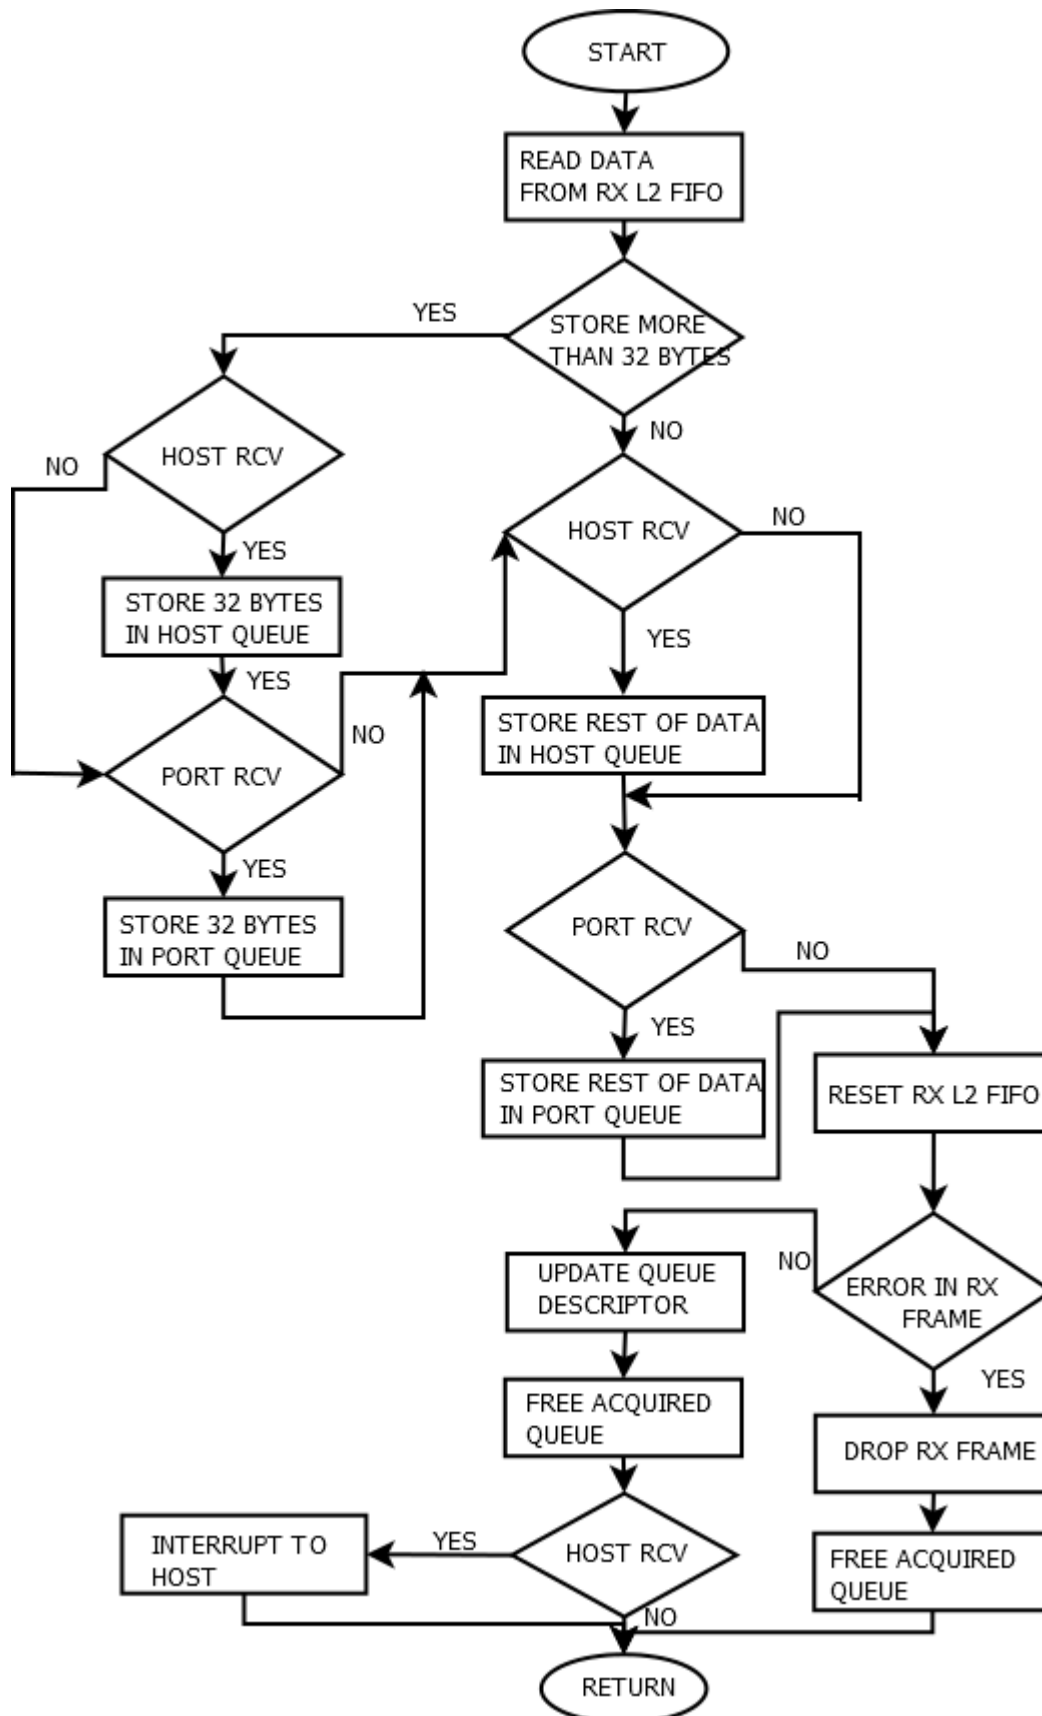 START
READ DATA
FROM RX L2 FIFO
YES
STORE MORE
THAN 32 BYTES
NO
HOST RCV
NO
HOST RCV
NO
YES
STORE 32 BYTES
IN HOST QUEUE
YES
YES
PORT RCV
NO
STORE REST OF DATA
IN HOST QUEUE
YES
STORE 32 BYTES
IN PORT QUEUE
PORT RCV
NO
YES
STORE REST OF DATA
IN PORT QUEUE
RESET RX L2 FIFO
NO
UPDATE QUEUE
DESCRIPTOR
ERROR IN RX
FRAME
YES
FREE ACQUIRED
QUEUE
DROP RX FRAME
INTERRUPT TO
HOST
YES
HOST RCV
NO
FREE ACQUIRED
QUEUE
RETURN